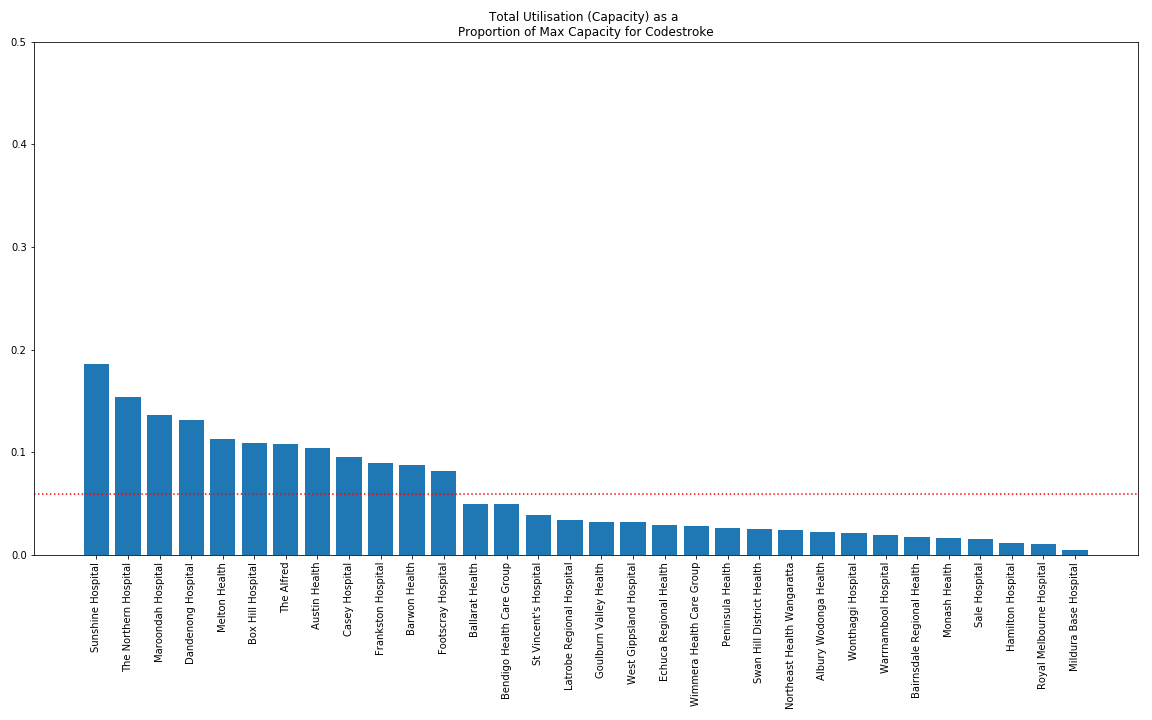 Total Utilisation (Capacity) as a
Proportion of Max Capacity for Codestroke
0.5
0.4
0.3
0.2
0.1
0.0
Sunshine Hospital
The Northern Hospital
Maroondah Hospital
Dandenong Hospital
Melton Health
Box Hill Hospital
The Alfred
Austin Health
Casey Hospital
Frankston Hospital
Barwon Health
Footscray Hospital
Ballarat Health
Bendigo Health Care Group
St Vincent's Hospital
Latrobe Regional Hospital
Goulburn Valley Health
West Gippsland Hospital
Echuca Regional Health
Wimmera Health Care Group
Peninsula Health
Swan Hill District Health
Northeast Health Wangaratta
Albury Wodonga Health
Wonthaggi Hospital
Warrnambool Hospital
Bairnsdale Regional Health
Monash Health
Sale Hospital
Hamilton Hospital
Royal Melbourne Hospital
Mildura Base Hospital